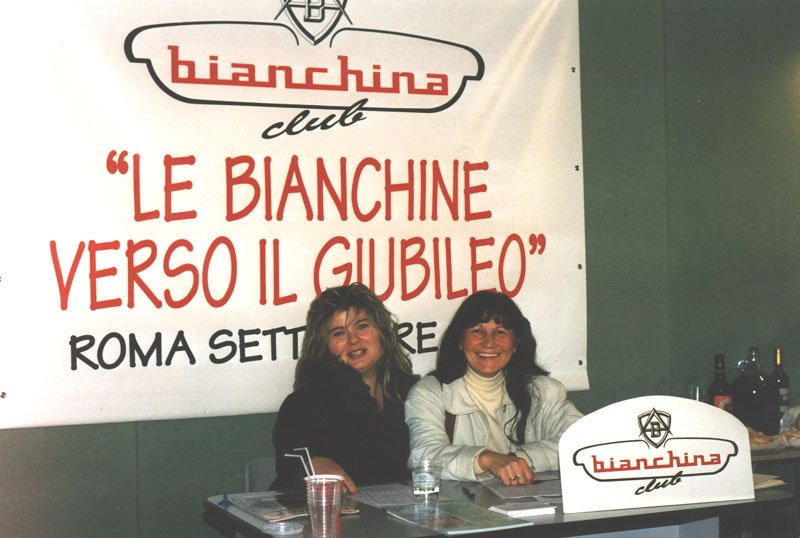 B
bianchina
club
“LE BIANCHINE
VERSO IL GIUBILEO”
ROMA
B
bianchina
club